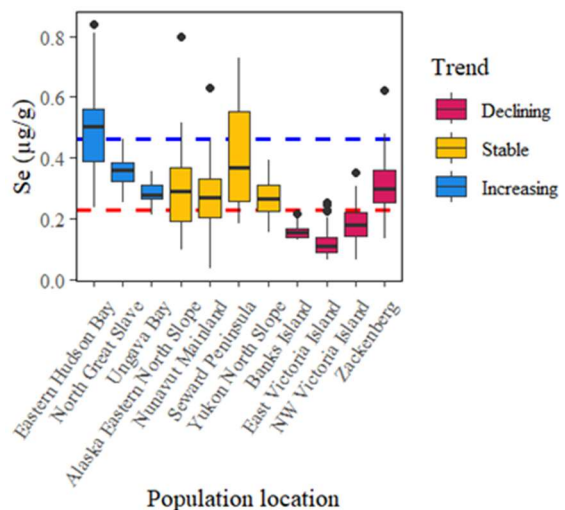 0.8
0.6
0.4
0.2
0.0
Se (µg/g)
Eastern Hudson Bay
North Great Slave
Ungava Bay
Alaska Eastern North Slope
Nunavut Mainland
Seward Peninsula
Yukon North Slope
Banks Island
East Victoria Island
NW Victoria Island
Zackenberg
Population location
Trend
Declining
Stable
Increasing